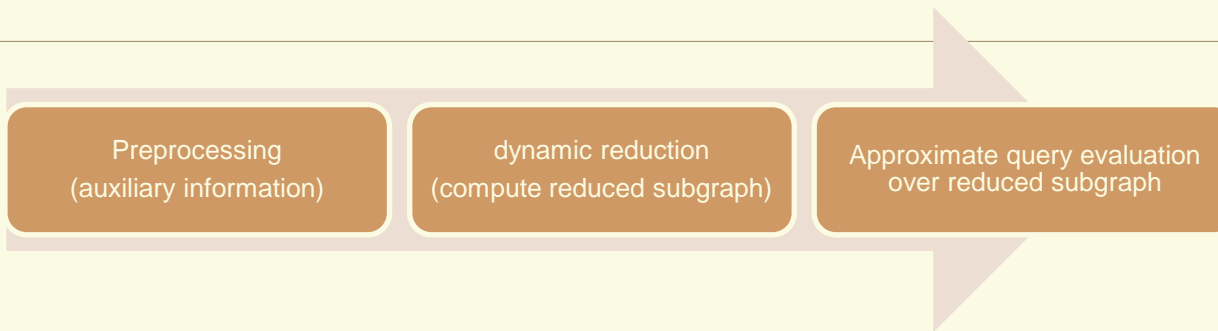 Preprocessing
(auxiliary information)
dynamic reduction
(compute reduced subgraph)
Approximate query evaluation
over reduced subgraph